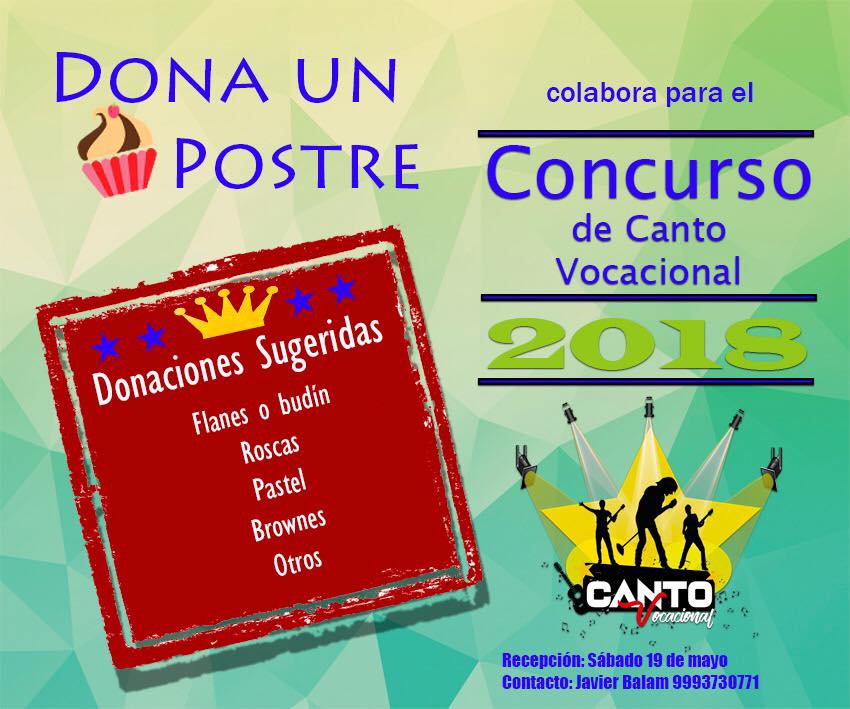 DONA UN
POSTRE
colabora para el
Concurso
de Canto
Vocacional
2018
Donaciones Sugeridas
Flanes o budín
Roscas
Pastel
Brownes
Otros
CANTO
Vocacional
Recepción: Sábado 19 de mayo
Contacto: Javier Balam 9993730771